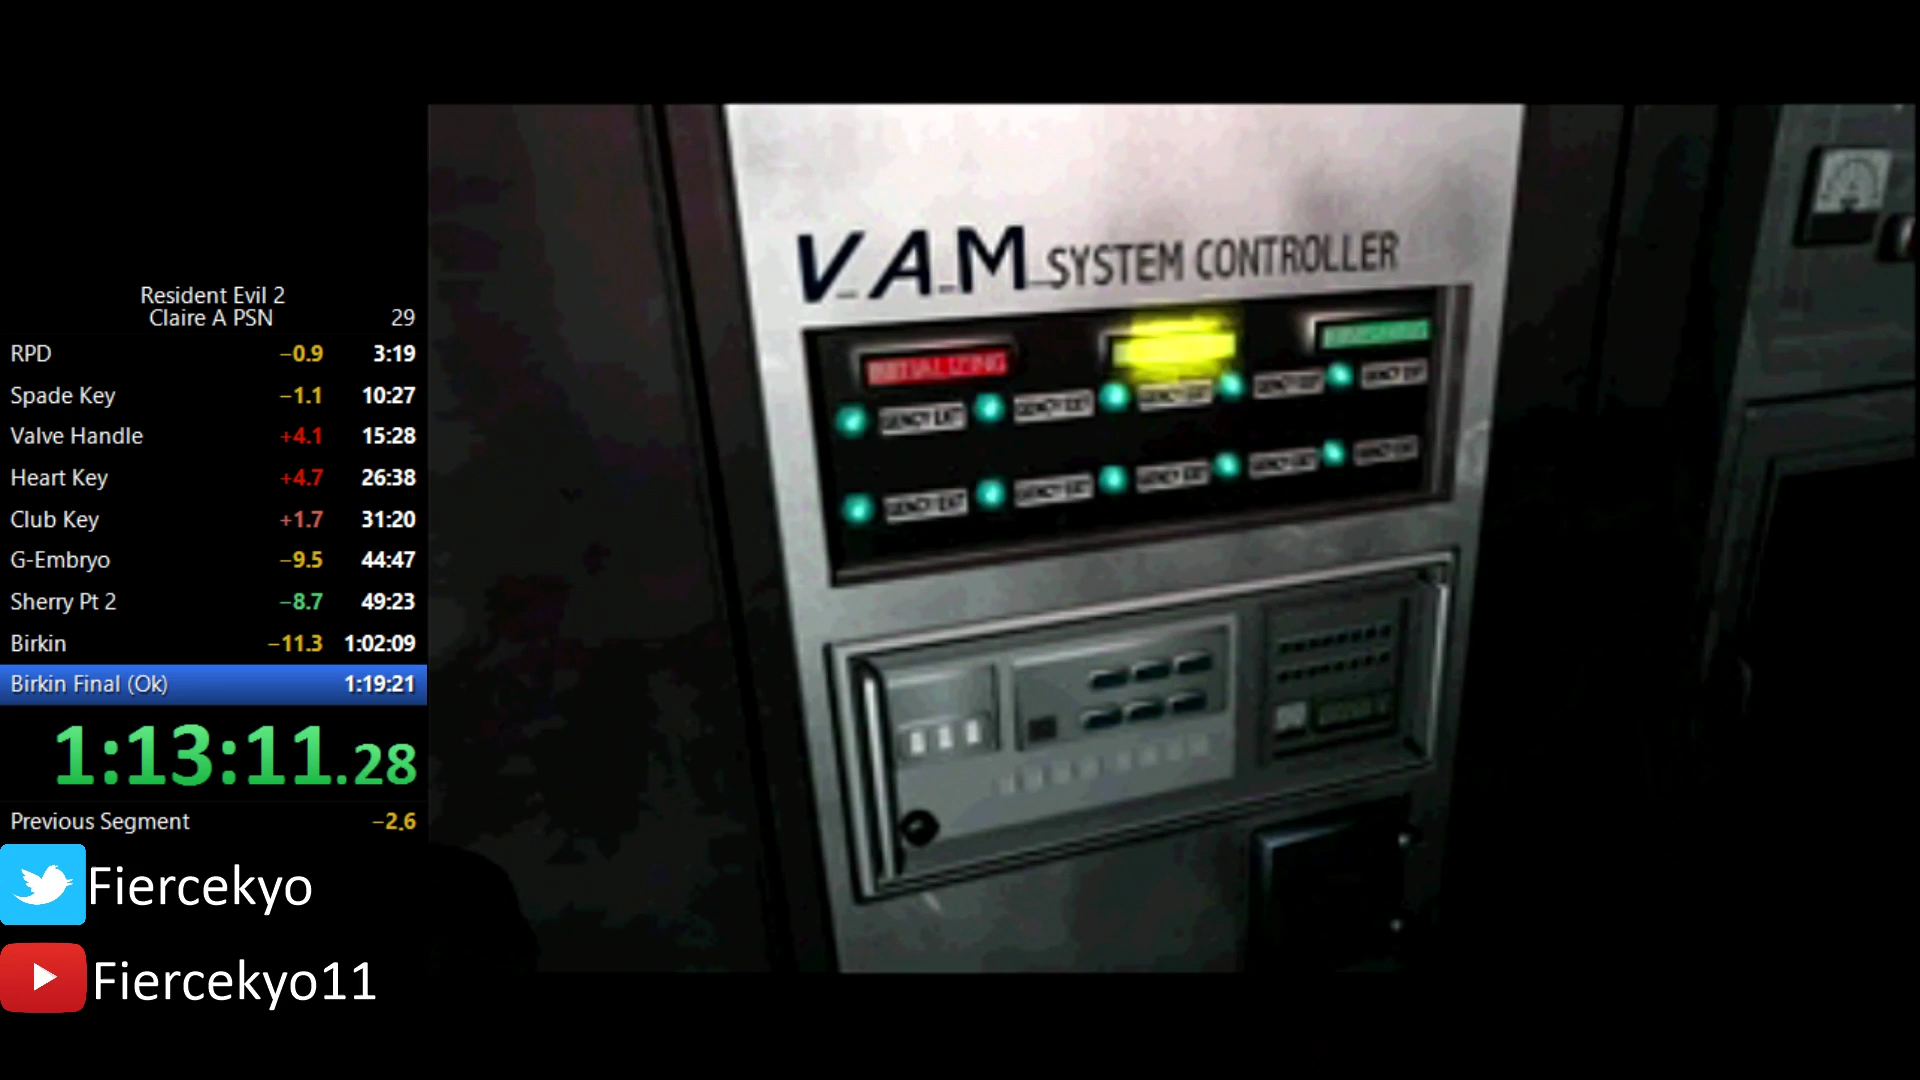 Resident Evil 2
Claire A PSN 29
RPD −0.9 3:19
Spade Key −1.1 10:27
Valve Handle +4.1 15:28
Heart Key +4.7 26:38
Club Key +1.7 31:20
G-Embryo −9.5 44:47
Sherry Pt 2 −8.7 49:23
Birkin −11.3 1:02:09
Birkin Final (Ok) 1:19:21
1:13:11.28
Previous Segment −2.6
Fiercekyo
Fiercekyo11
V.A.M. SYSTEM CONTROLLER
INITIALIZING